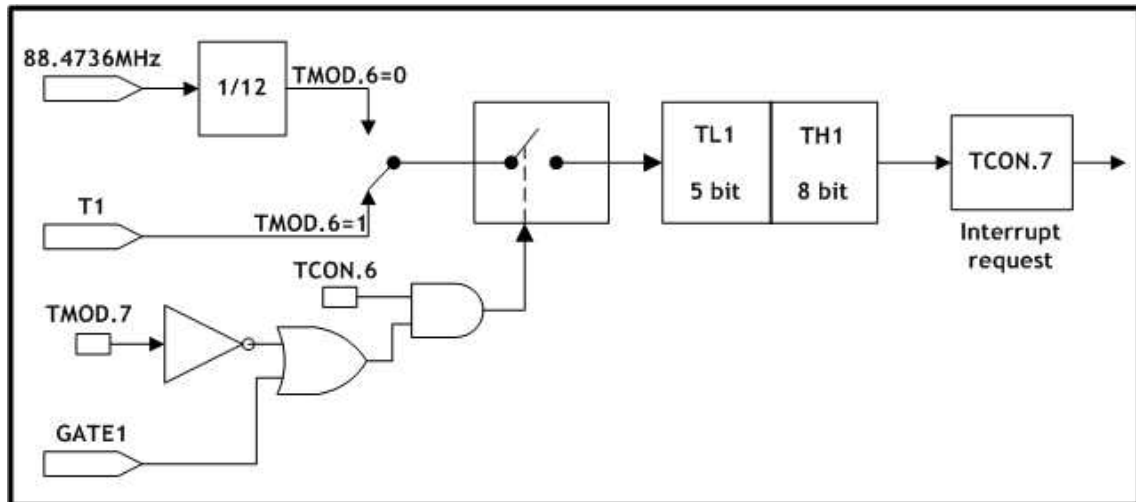 88.4736MHz
1/12
TMOD.6=0
TL1
TH1
TCON.7
5 bit
8 bit
T1
TMOD.6=1
Interrupt
request
TCON.6
TMOD.7
GATE1